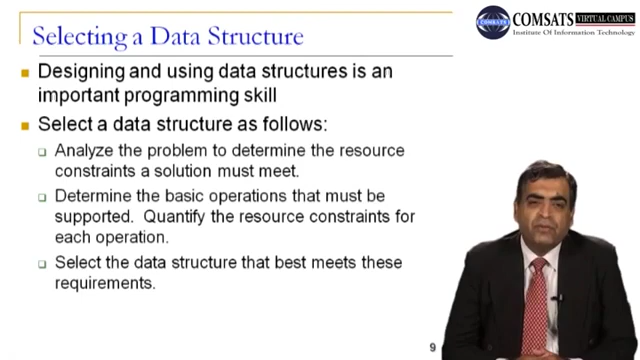 Selecting a Data Structure
COMSATS
COMSATS VIRTUAL CAMPUS
Institute Of Information Technology
Designing and using data structures is an
important programming skill
Select a data structure as follows:
Analyze the problem to determine the resource
constraints a solution must meet.
Determine the basic operations that must be
supported. Quantify the resource constraints for
each operation.
Select the data structure that best meets these
requirements.
9